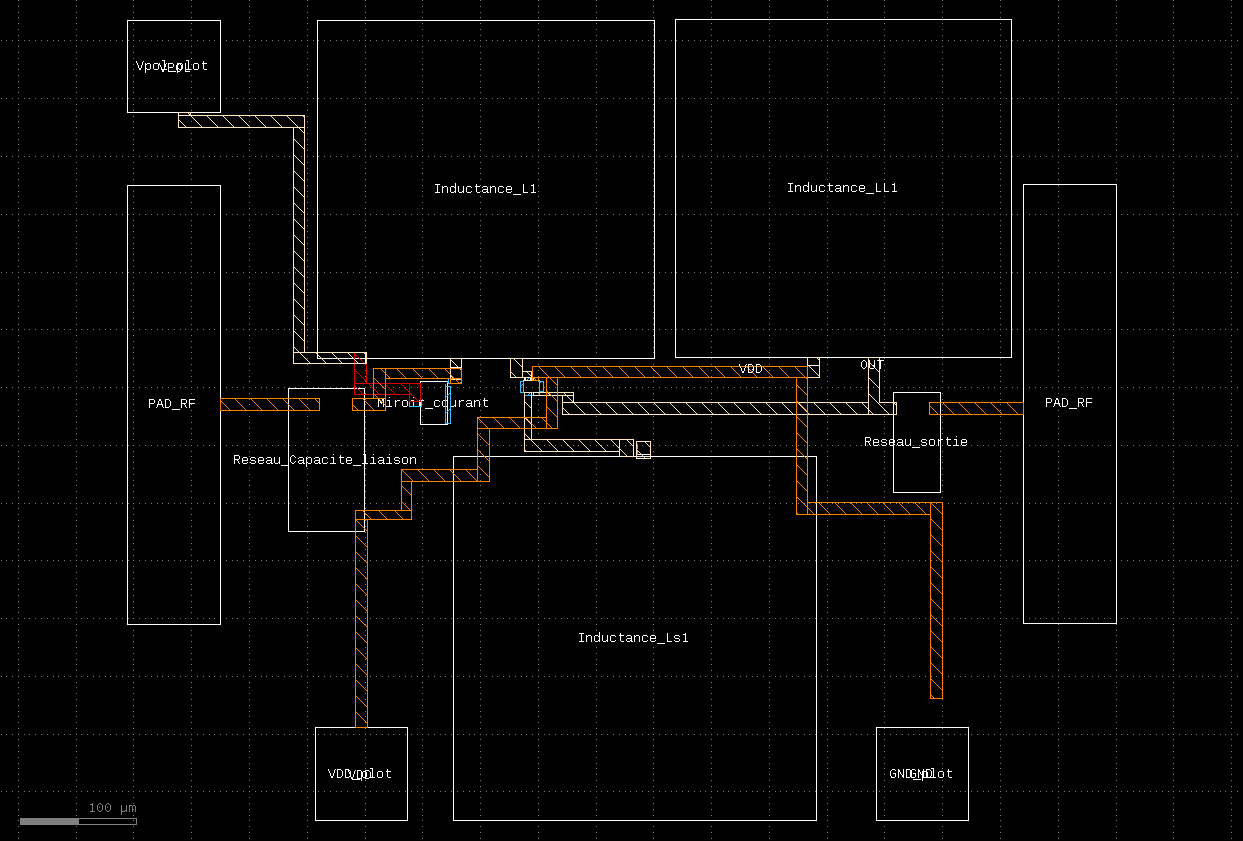 Vpol_plot
VPOL
Inductance_L1
Inductance_LL1
VDD
OUT
PAD_RF
Miroir_courant
PAD_RF
Reseau_sortie
Reseau_Capacite_liaison
Inductance_Ls1
VDD_plot
VDD
GND_plot
GND
100 µm